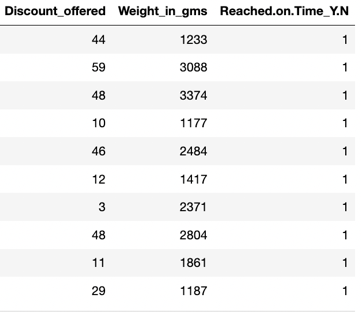 Discount_offered Weight_in_gms Reached.on.Time_Y.N
44 1233 1
59 3088 1
48 3374 1
10 1177 1
46 2484 1
12 1417 1
3 2371 1
48 2804 1
11 1861 1
29 1187 1